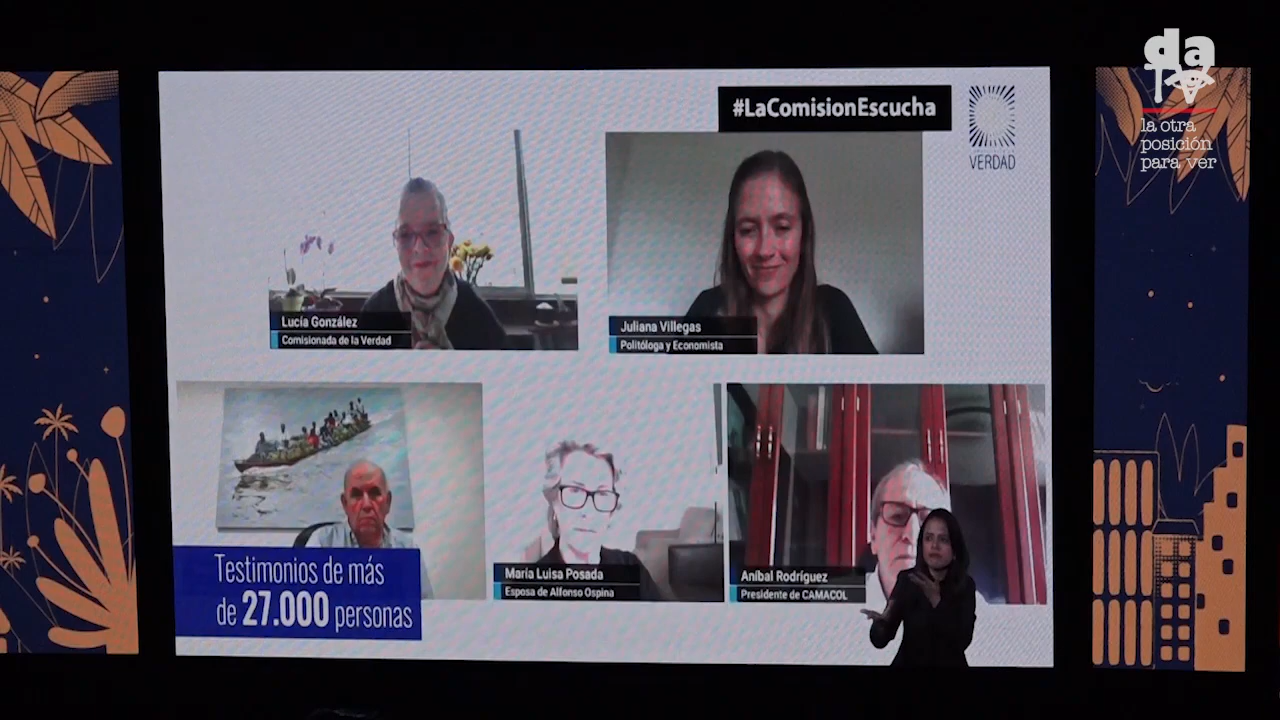 #LaComisionEscucha
VERDAD
da
la otra
posición
para ver
Lucía González
Comisionada de la Verdad
Juliana Villegas
Politóloga y Economista
Testimonios de más
de 27.000 personas
María Luisa Posada
Esposa de Alfonso Ospina
Aníbal Rodríguez
Presidente de CAMACOL